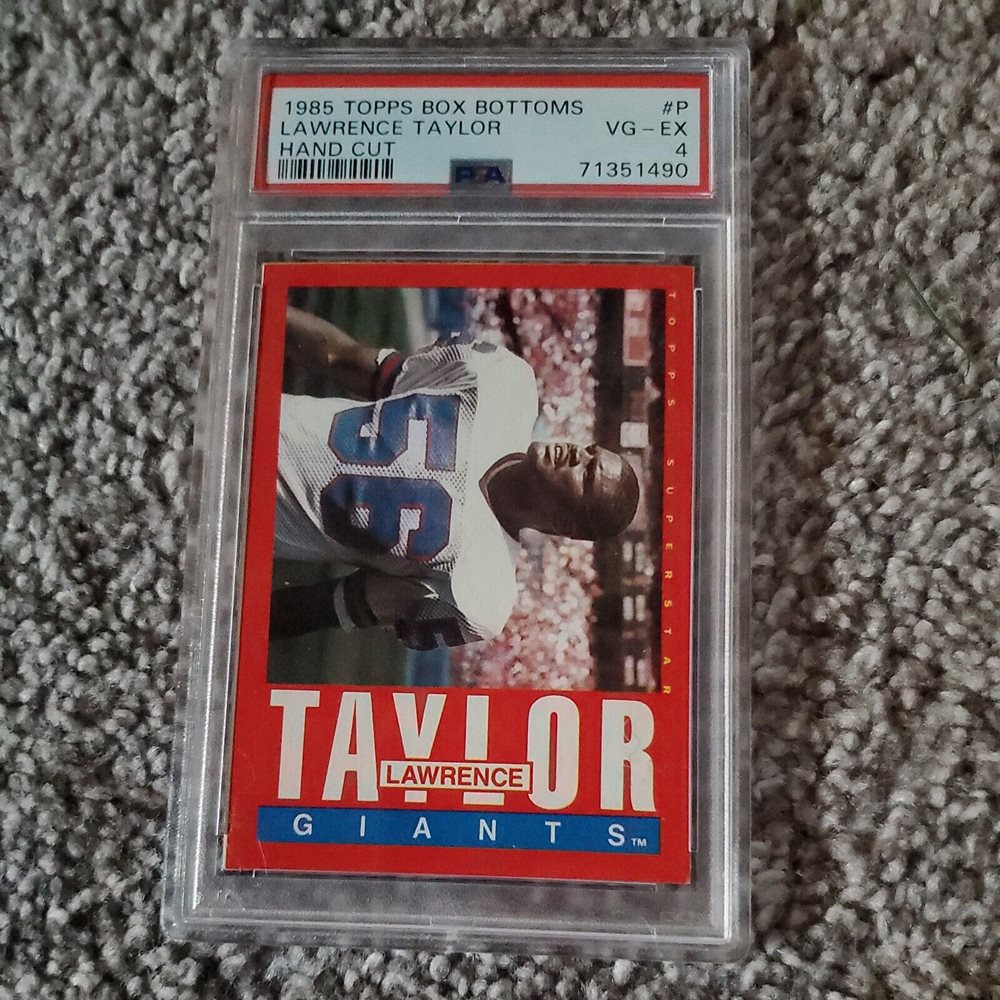 1985 TOPPS BOX BOTTOMS #P
LAWRENCE TAYLOR VG - EX
HAND CUT 4
PSA 71351490
TOPPS SUPERSTAR
56
TAYLOR
LAWRENCE
GIANTS™